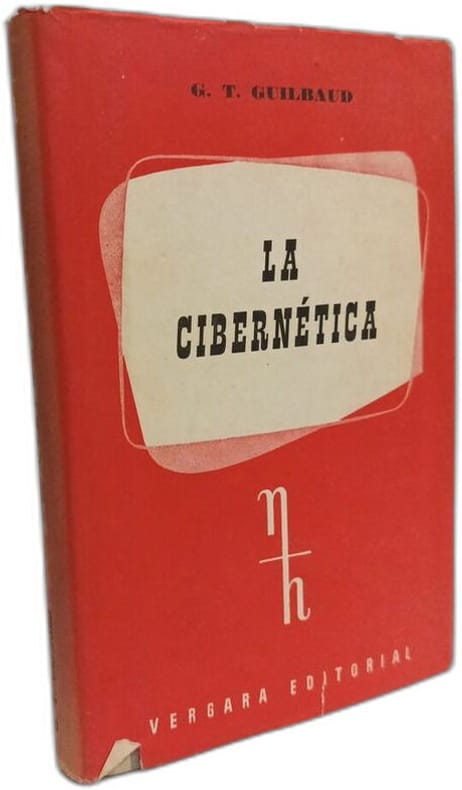 G. T. GUILBAUD
LA
CIBERNÉTICA
η
h
VERGARA EDITORIAL